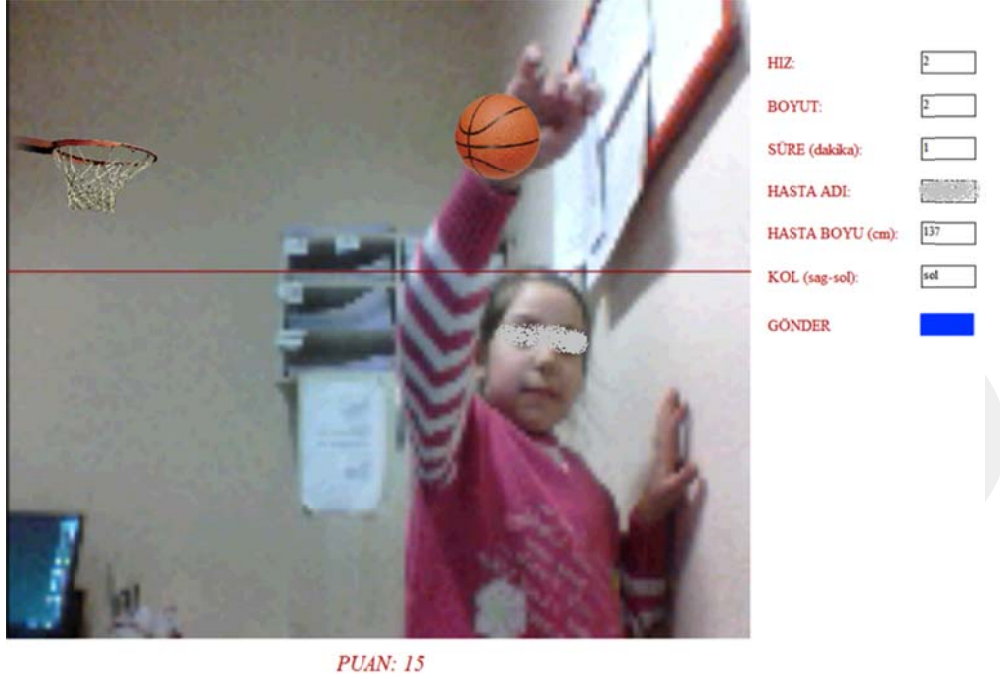 HIZ: 2
BOYUT: 2
SÜRE (dakika): 1
HASTA ADI:
HASTA BOYU (cm): 137
KOL (sag-sol): sol
GÖNDER
PUAN: 15